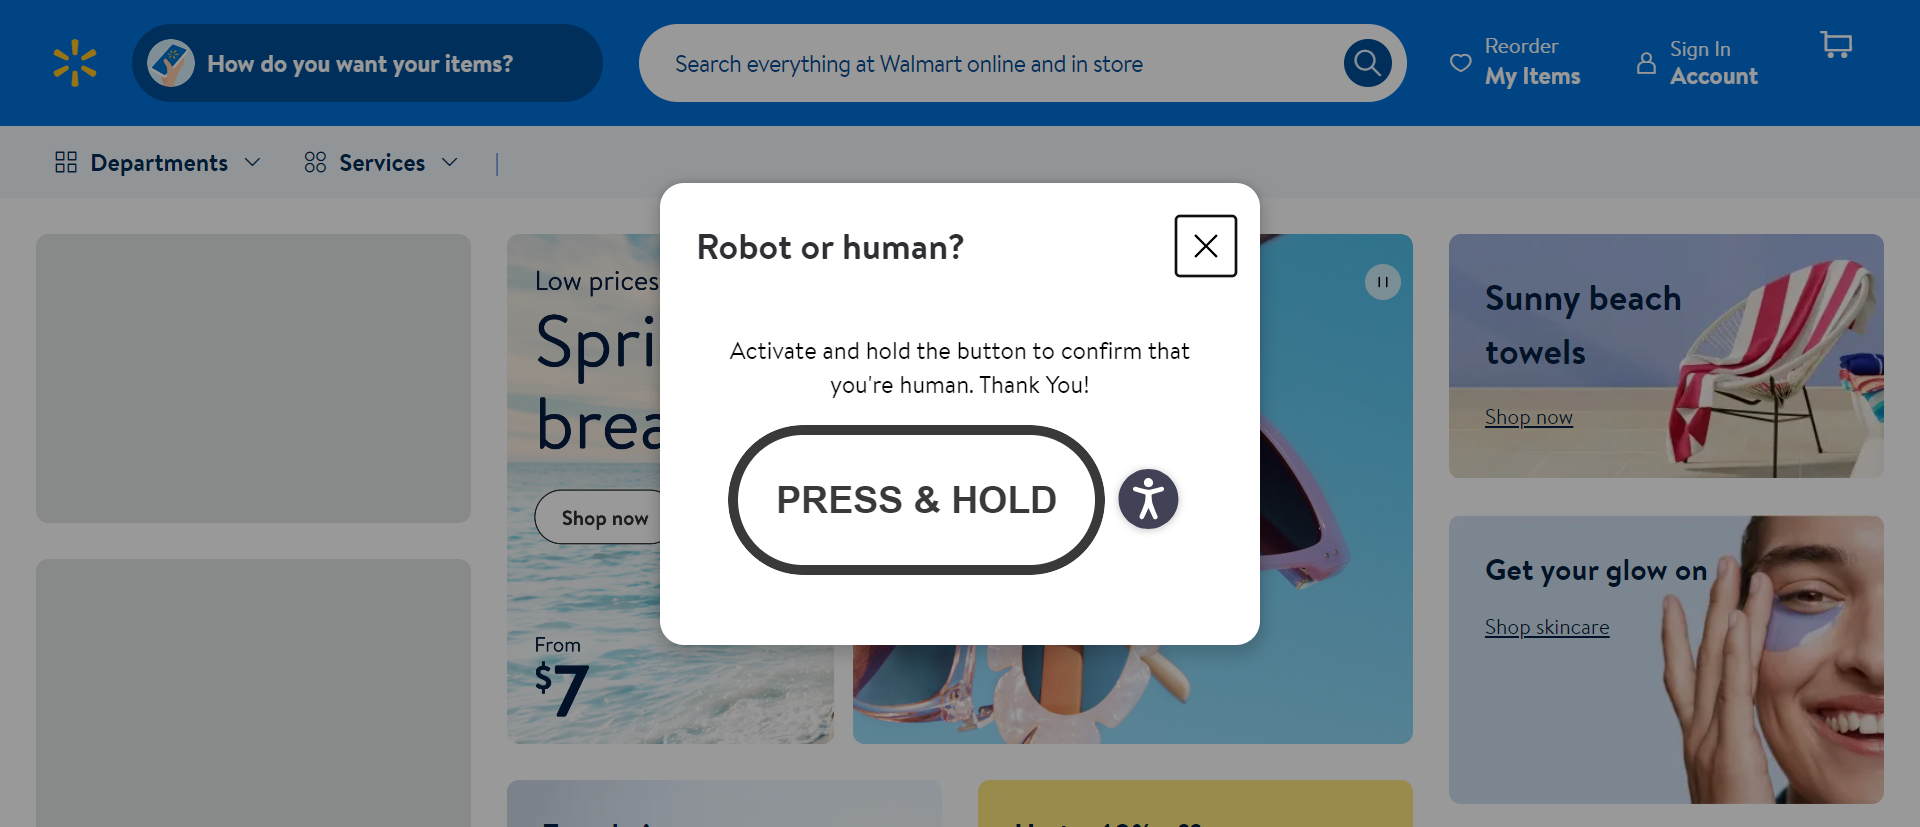 How do you want your items?
Search everything at Walmart online and in store
Reorder
My Items
Sign In
Account
Departments
Services
Robot or human?
Activate and hold the button to confirm that
you're human. Thank You!
PRESS & HOLD
Low prices
Shop now
From
$7
Sunny beach
towels
Shop now
Get your glow on
Shop skincare